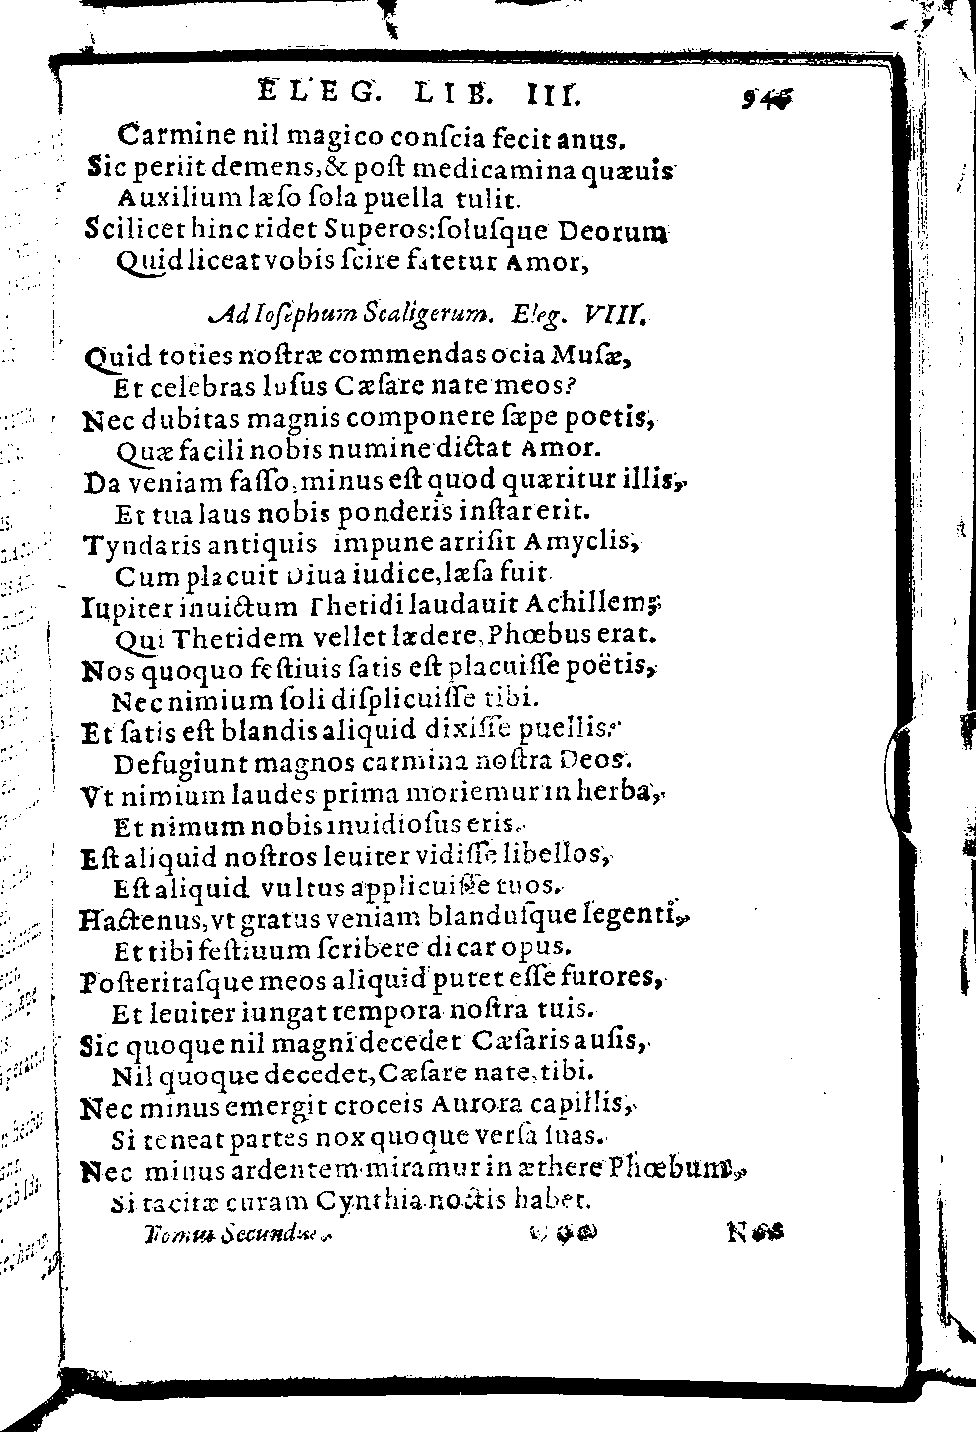 ELEG. LIB. III.
Carmine nil magico conſcia fecit anus.
Sic periit demens, & poſt medicamina quæuis
Auxilium læſo ſola puella tulit.
Scilicet hinc ridet Superos: ſoluſque Deorum
Quid liceat vobis ſcire fatetur Amor,
Ad Ioſephum Scaligerum. Eleg. VIII.
Quid toties noſtræ commendas ocia Muſæ,
Et celebras luſus Cæſare nate meos?
Nec dubitas magnis componere ſæpe poetis,
Quæ facili nobis numine dictat Amor.
Da veniam faſſo, minus eſt quod quæritur illis,
Et tua laus nobis ponderis inſtar erit.
Tyndaris antiquis impune arriſit Amyclis,
Cum placuit Diua iudice, læſa fuit.
Iupiter inuictum Thetidi laudauit Achillem;
Qui Thetidem vellet lædere, Phœbus erat.
Nos quoquo feſtiuis ſatis eſt placuiſſe poëtis,
Nec nimium ſoli diſplicuiſſe tibi.
Et ſatis eſt blandis aliquid dixiſſe puellis:
Defugiunt magnos carmina noſtra Deos.
Vt nimium laudes prima moriemur in herba,
Et nimum nobis inuidioſus eris.
Eſt aliquid noſtros leuiter vidiſſe libellos,
Eſt aliquid vultus applicuiſſe tuos.
Hactenus, vt gratus veniam blanduſque legenti,
Et tibi feſtiuum ſcribere dicar opus.
Poſteritaſque meos aliquid putet eſſe furores,
Et leuiter iungat tempora noſtra tuis.
Sic quoque nil magni decedet Cæſaris auſis,
Nil quoque decedet, Cæſare nate, tibi.
Nec minus emergit croceis Aurora capillis,
Si teneat partes nox quoque verſa ſuas.
Nec minus ardentem miramur in æthere Phœbum,
Si tacitæ curam Cynthia noctis habet.
Tomus Secundus.